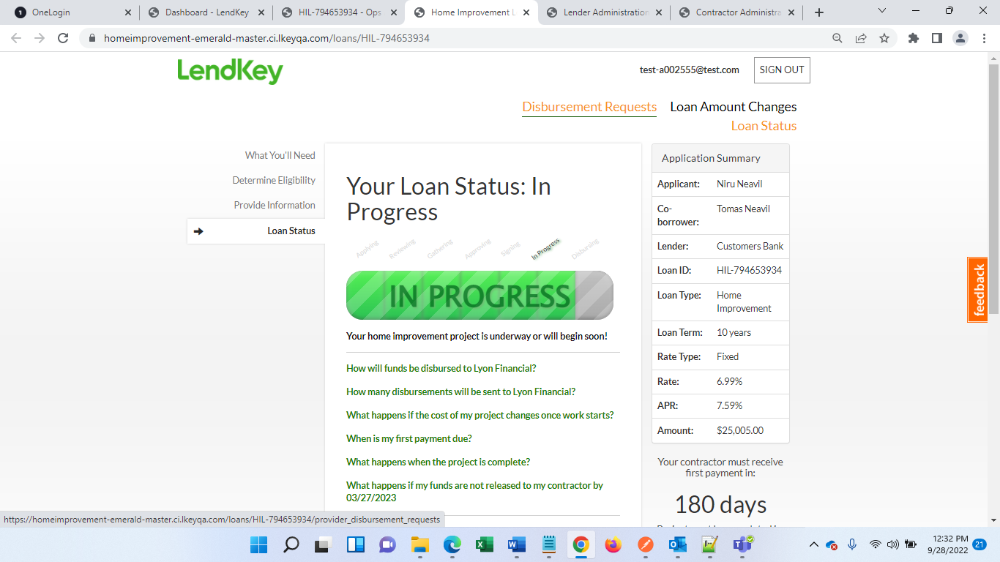 OneLogin
Dashboard - LendKey
HIL-794653934 - Ops
Home Improvement L
Lender Administration
Contractor Administra
homeimprovement-emerald-master.ci.lkeyqa.com/loans/HIL-794653934
LendKey
test-a002555@test.com
SIGN OUT
Disbursement Requests
Loan Amount Changes
Loan Status
What You'll Need
Determine Eligibility
Provide Information
Loan Status
Your Loan Status: In
Progress
Applying
Reviewing
Gathering
Approving
Signing
In Progress
Disbursing
IN PROGRESS
Your home improvement project is underway or will begin soon!
How will funds be disbursed to Lyon Financial?
How many disbursements will be sent to Lyon Financial?
What happens if the cost of my project changes once work starts?
When is my first payment due?
What happens when the project is complete?
What happens if my funds are not released to my contractor by
03/27/2023
Application Summary
Applicant: Niru Neavil
Co- Tomas Neavil
borrower:
Lender: Customers Bank
Loan ID: HIL-794653934
Loan Type: Home
Improvement
Loan Term: 10 years
Rate Type: Fixed
Rate: 6.99%
APR: 7.59%
Amount: $25,005.00
Your contractor must receive
first payment in:
180 days
feedback
https://homeimprovement-emerald-master.ci.lkeyqa.com/loans/HIL-794653934/provider_disbursement_requests
12:32 PM
9/28/2022
21